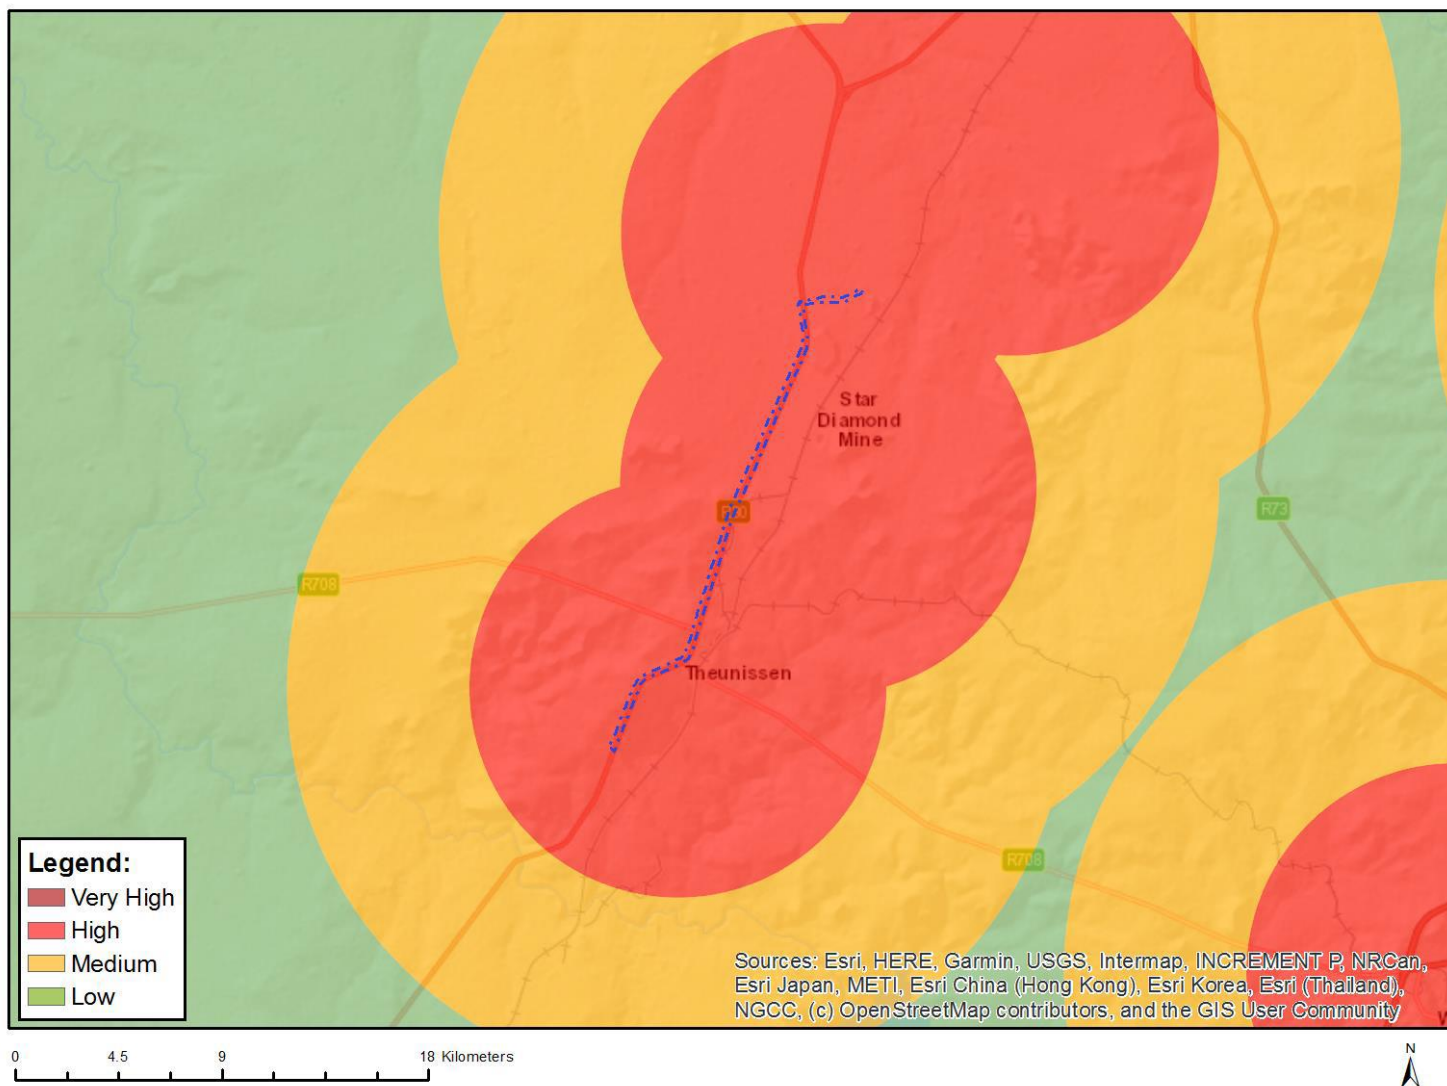 Star
Diamond
Mine
R73
R708
Theunissen
R708
Legend:
Very High
High
Medium
Low
Sources: Esri, HERE, Garmin, USGS, Intermap, INCREMENT P, NRCan,
Esri Japan, METI, Esri China (Hong Kong), Esri Korea, Esri (Thailand),
NGCC, (c) OpenStreetMap contributors, and the GIS User Community
0 4.5 9 18 Kilometers
N